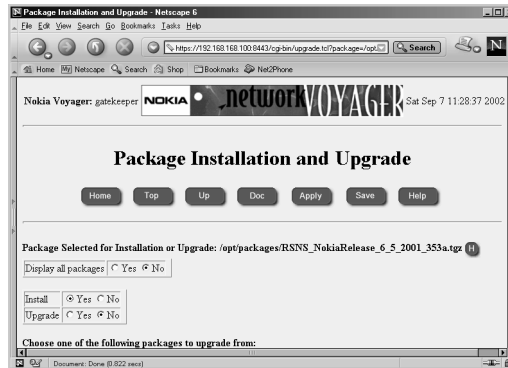 Package Installation and Upgrade - Netscape 6
File Edit View Search Go Bookmarks Tasks Help
https://192.168.168.100:8443/cgi-bin/upgrade.tcl?package=/opt Search N
Home My Netscape Search Shop Bookmarks Net2Phone
Nokia Voyager: gatekeeper NOKIA network VOYAGER Sat Sep 7 11:28:37 2002
Package Installation and Upgrade
Home Top Up Doc Apply Save Help
Package Selected for Installation or Upgrade: /opt/packages/RSNS_NokiaRelease_6_5_2001_353a.tgz H
Display all packages Yes No
Install Yes No
Upgrade Yes No
Choose one of the following packages to upgrade from:
Document: Done (0.822 secs)